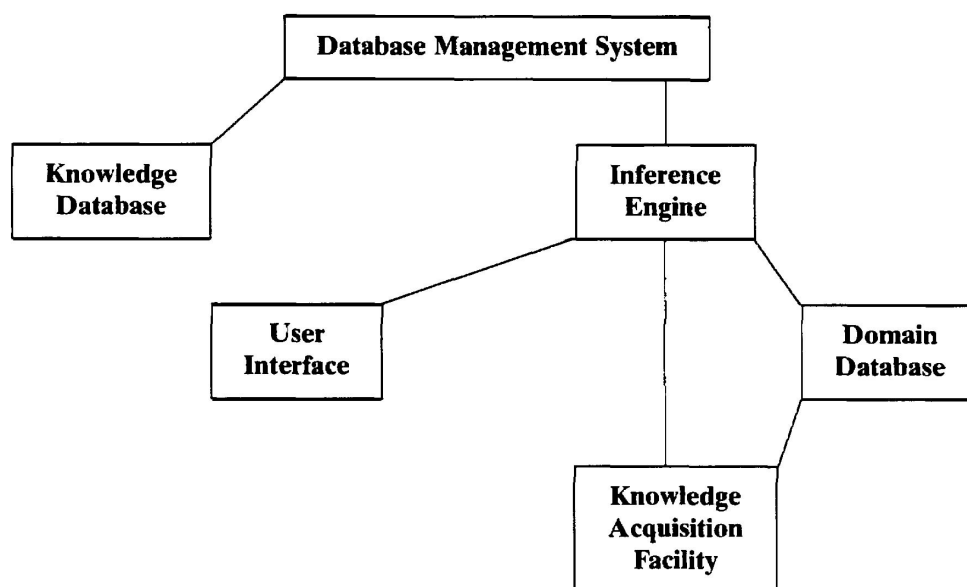 Database Management System
Knowledge
Database
Inference
Engine
User
Interface
Domain
Database
Knowledge
Acquisition
Facility